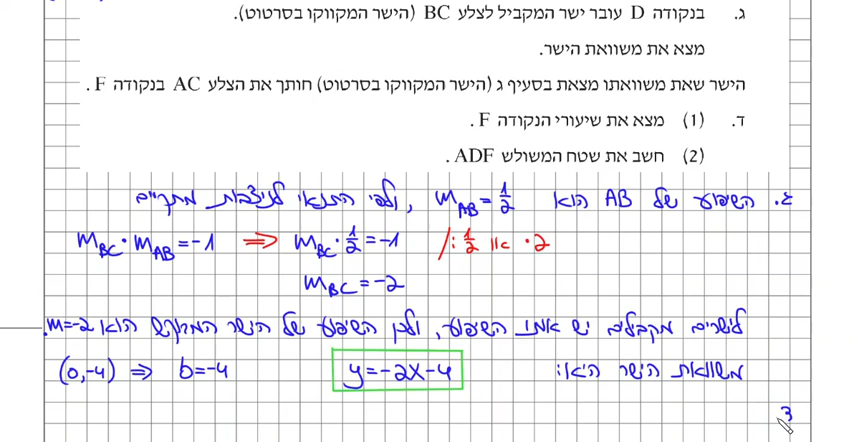 ג. בנקודה D עובר ישר המקביל לצלע BC (הישר המקווקו בסרטוט).
מצא את משוואת הישר.
הישר שאת משוואתו מצאת בסעיף ג (הישר המקווקו בסרטוט) חותך את הצלע AC בנקודה F.
ד. (1) מצא את שיעורי הנקודה F.
(2) חשב את שטח המשולש ADF.
ג. השיפוע של AB הוא m_AB = 1/2, ולפי התנאי לניצבות מתקיים
m_BC · m_AB = -1 ⟹ m_BC · 1/2 = -1 /: 1/2 או · 2
m_BC = -2
לישרים מקבילים יש אותו השיפוע, ולכן השיפוע של הישר המבוקש הוא m = -2.
משוואת הישר היא: y = -2x - 4 (0, -4) ⟹ b = -4
3